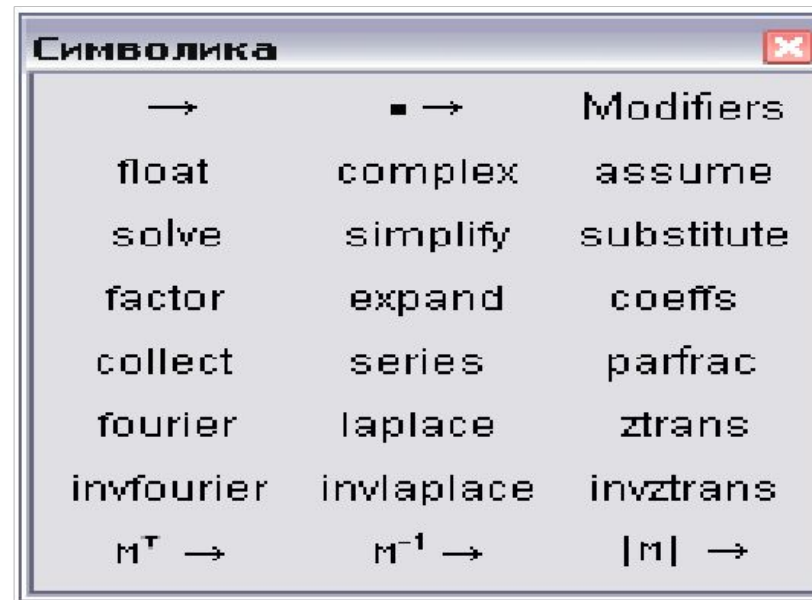 Символика
→ ▪ → Modifiers
float complex assume
solve simplify substitute
factor expand coeffs
collect series parfrac
fourier laplace ztrans
invfourier invlaplace invztrans
Mᵀ → M⁻¹ → |M| →